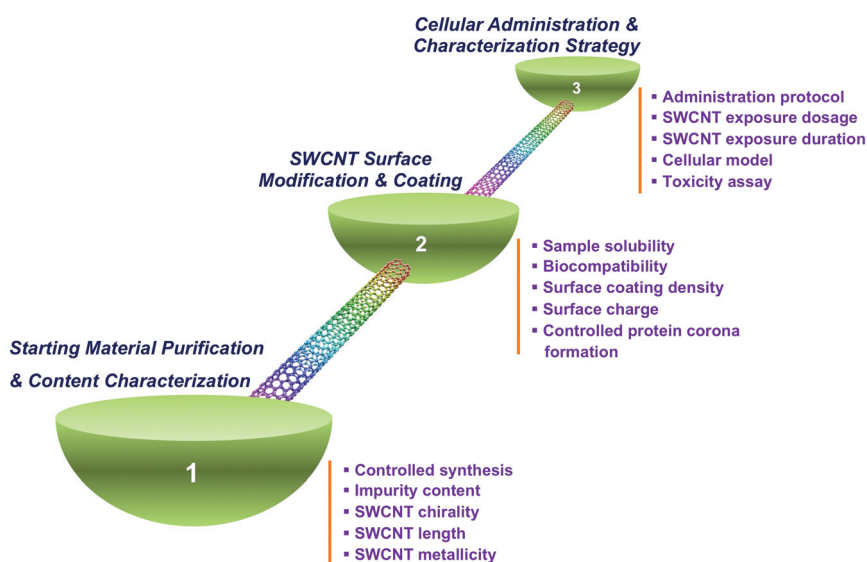 Cellular Administration &
Characterization Strategy
3
▪ Administration protocol
▪ SWCNT exposure dosage
▪ SWCNT exposure duration
▪ Cellular model
▪ Toxicity assay
SWCNT Surface
Modification & Coating
2
▪ Sample solubility
▪ Biocompatibility
▪ Surface coating density
▪ Surface charge
▪ Controlled protein corona
formation
Starting Material Purification
& Content Characterization
1
▪ Controlled synthesis
▪ Impurity content
▪ SWCNT chirality
▪ SWCNT length
▪ SWCNT metallicity